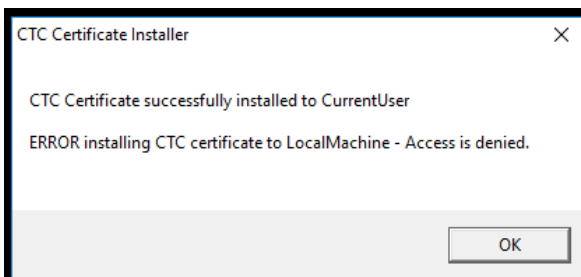 CTC Certificate Installer
CTC Certificate successfully installed to CurrentUser
ERROR installing CTC certificate to LocalMachine - Access is denied.
OK